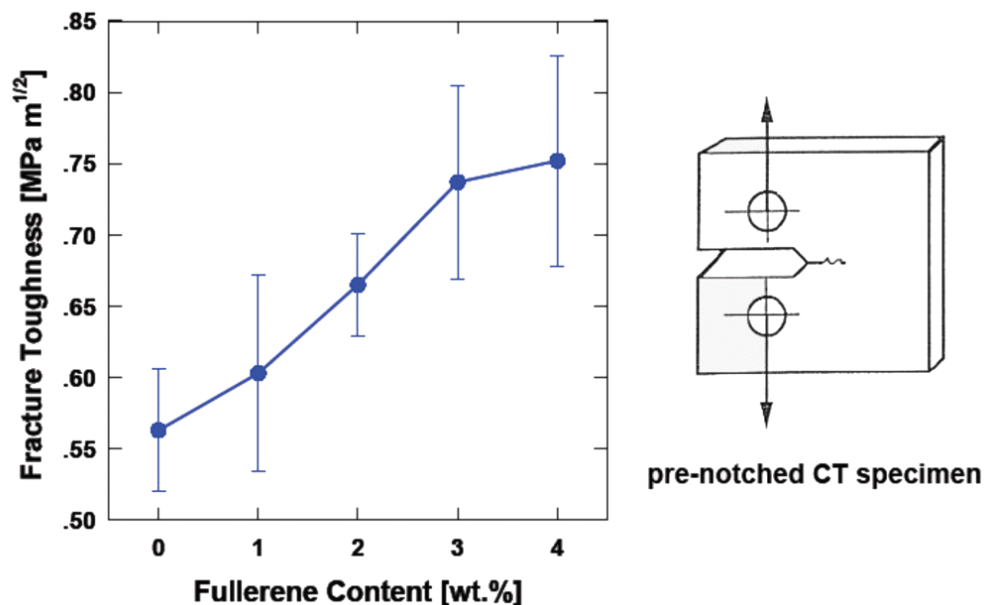 .85
.80
.75
.70
.65
.60
.55
.50
Fracture Toughness [MPa m^1/2]
0 1 2 3 4
Fullerene Content [wt.%]
pre-notched CT specimen